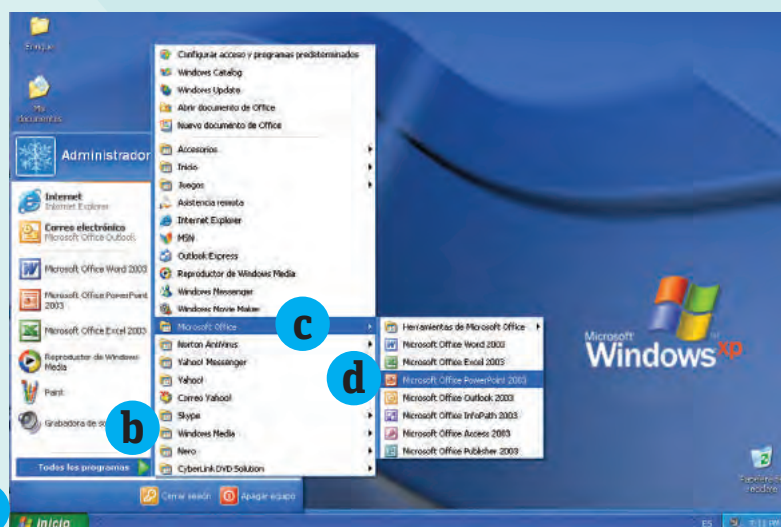 Enrique
Mis
documentos
Administrador
Internet
Internet Explorer
Correo electrónico
Microsoft Office Outlook
Microsoft Office Word 2003
Microsoft Office PowerPoint
2003
Microsoft Office Excel 2003
Reproductor de Windows
Media
Paint
Grabadora de
Todos los programas
Cerrar sesión
Apagar equipo
Inicio
Configurar acceso y programas predeterminados
Windows Catalog
Windows Update
Abrir documento de Office
Nuevo documento de Office
Accesorios
Inicio
Juegos
Asistencia remota
Internet Explorer
MSN
Outlook Express
Reproductor de Windows Media
Windows Messenger
Windows Movie Maker
Microsoft Office
Norton AntiVirus
Yahoo! Messenger
Yahoo!
Correo Yahoo!
Skype
Windows Media
Nero
CyberLink DVD Solution
b
c
d
Herramientas de Microsoft Office
Microsoft Office Word 2003
Microsoft Office Excel 2003
Microsoft Office PowerPoint 2003
Microsoft Office Outlook 2003
Microsoft Office InfoPath 2003
Microsoft Office Access 2003
Microsoft Office Publisher 2003
Microsoft
Windows xp
Papelera de
reciclaje
ES